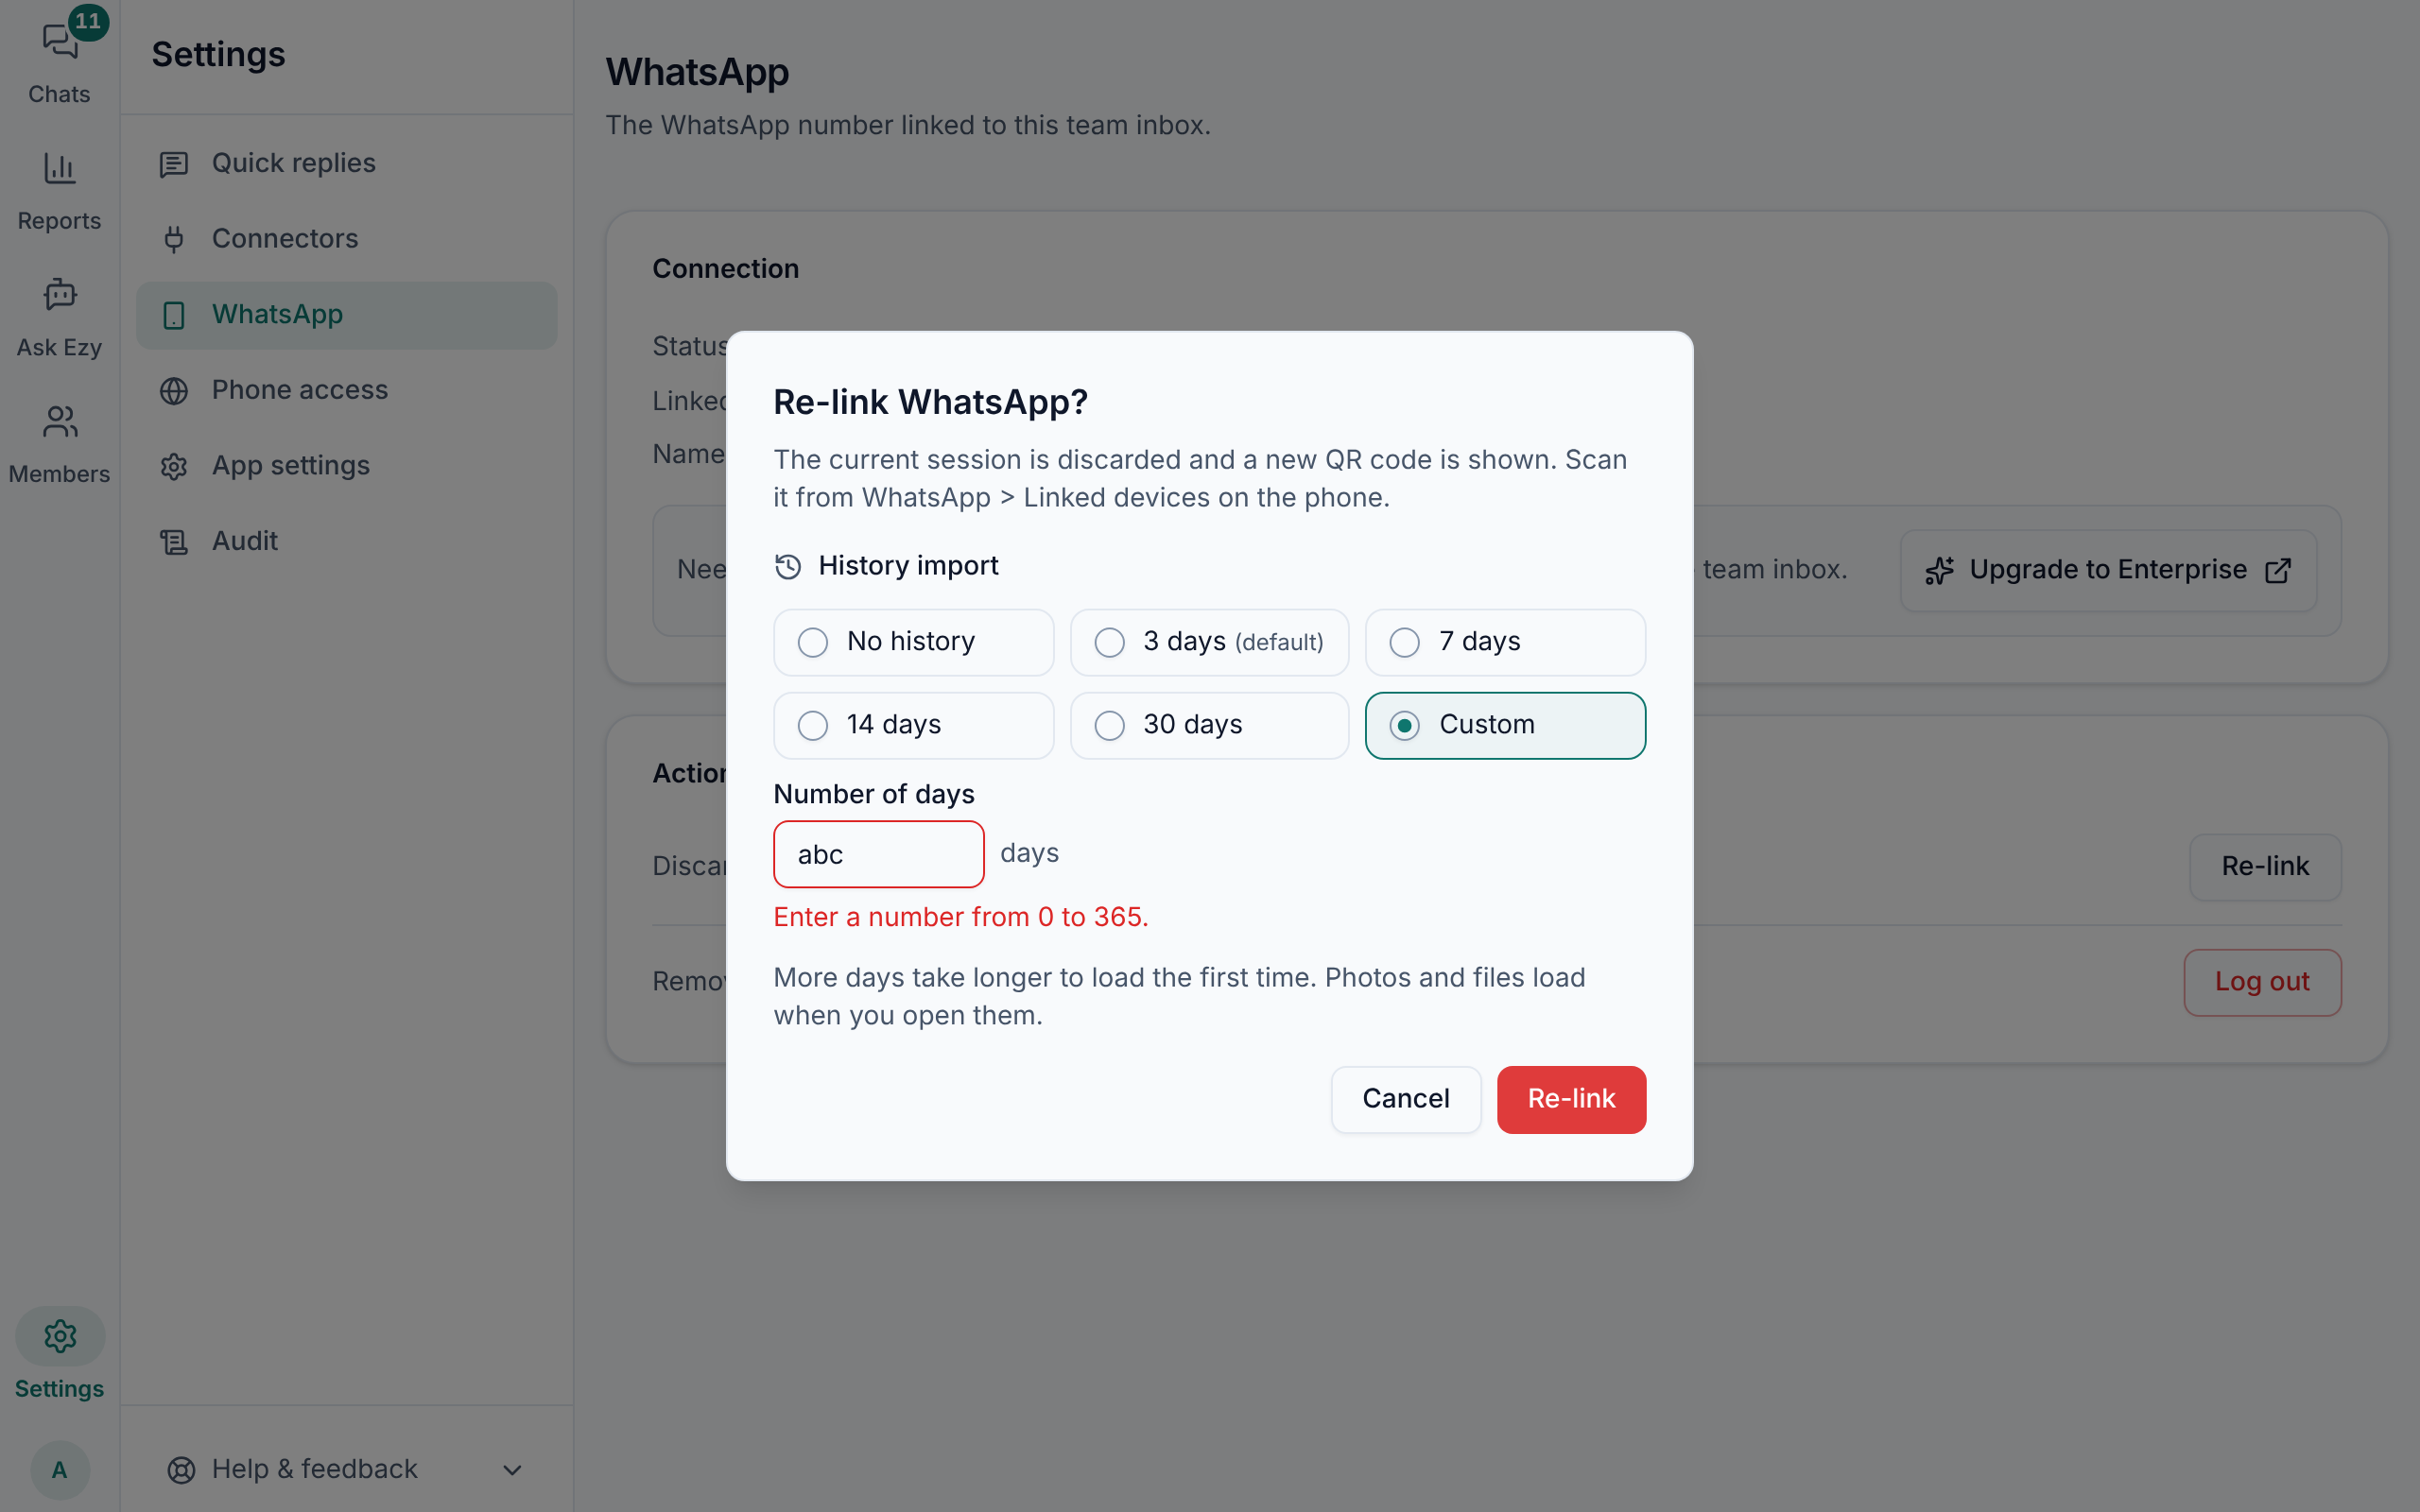 11
Chats
Reports
Ask Ezy
Members
Settings
A
Settings
Quick replies
Connectors
WhatsApp
Phone access
App settings
Audit
Help & feedback
WhatsApp
The WhatsApp number linked to this team inbox.
Connection
Status
Name
team inbox.
Upgrade to Enterprise
Re-link
Log out
Re-link WhatsApp?
The current session is discarded and a new QR code is shown. Scan
it from WhatsApp > Linked devices on the phone.
History import
No history
3 days (default)
7 days
14 days
30 days
Custom
Number of days
abc
days
Enter a number from 0 to 365.
More days take longer to load the first time. Photos and files load
when you open them.
Cancel
Re-link